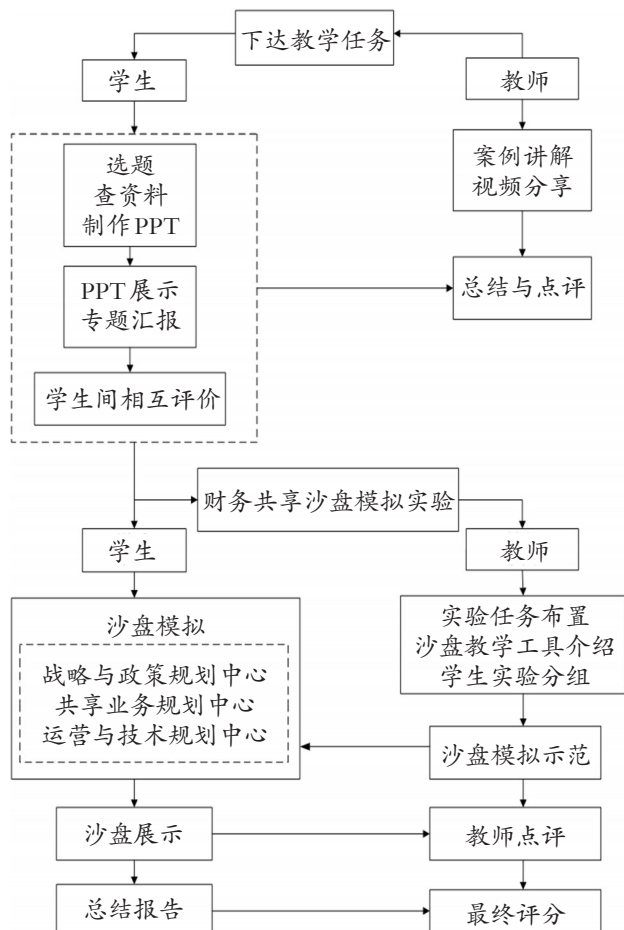 下达教学任务
学生
教师
选题
查资料
制作PPT
案例讲解
视频分享
PPT展示
专题汇报
总结与点评
学生间相互评价
财务共享沙盘模拟实验
学生
教师
沙盘模拟
战略与政策规划中心
共享业务规划中心
运营与技术规划中心
实验任务布置
沙盘教学工具介绍
学生实验分组
沙盘模拟示范
沙盘展示
教师点评
总结报告
最终评分